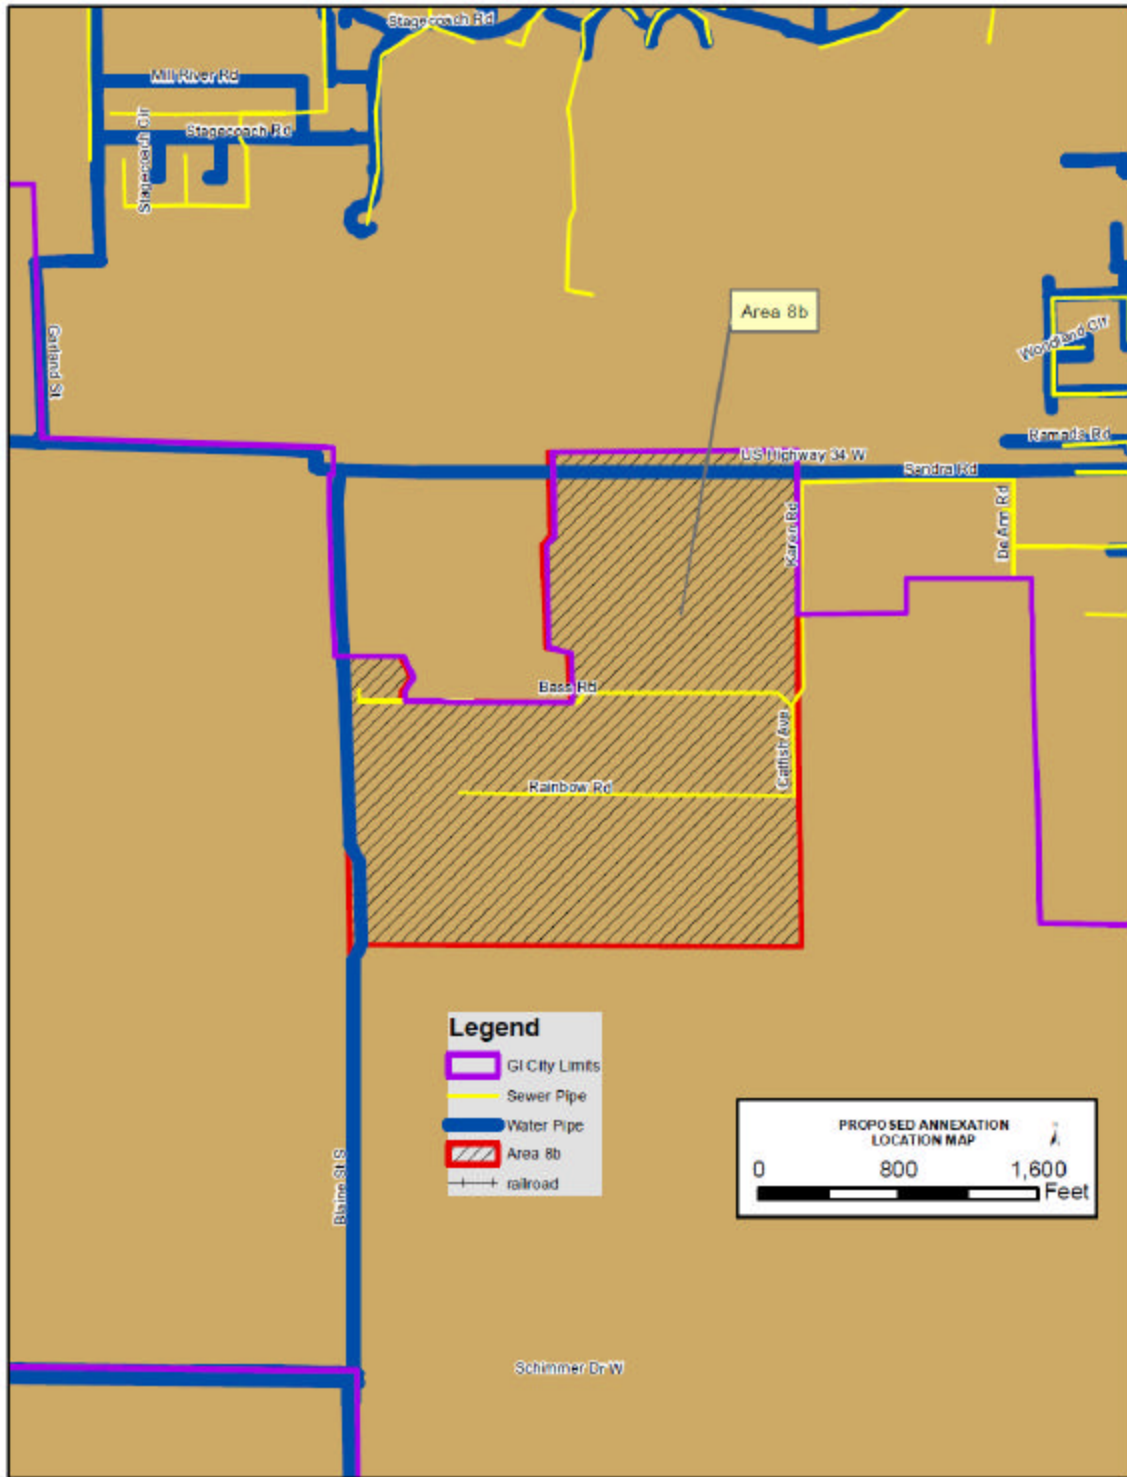 Stagecoach Rd
Mill River Rd
Stagecoach Rd
Stagecoach Cir
Garland St
Area 8b
Woodland Cir
Ramada Rd
US Highway 34 W
Sandra Rd
Karen Rd
De Ann Rd
Bass Rd
Catfish Ave
Rainbow Rd
Legend
GI City Limits
Sewer Pipe
Water Pipe
Area 8b
railroad
PROPOSED ANNEXATION
LOCATION MAP
0 800 1,600
Feet
Blaine St S
Schimmer Dr W